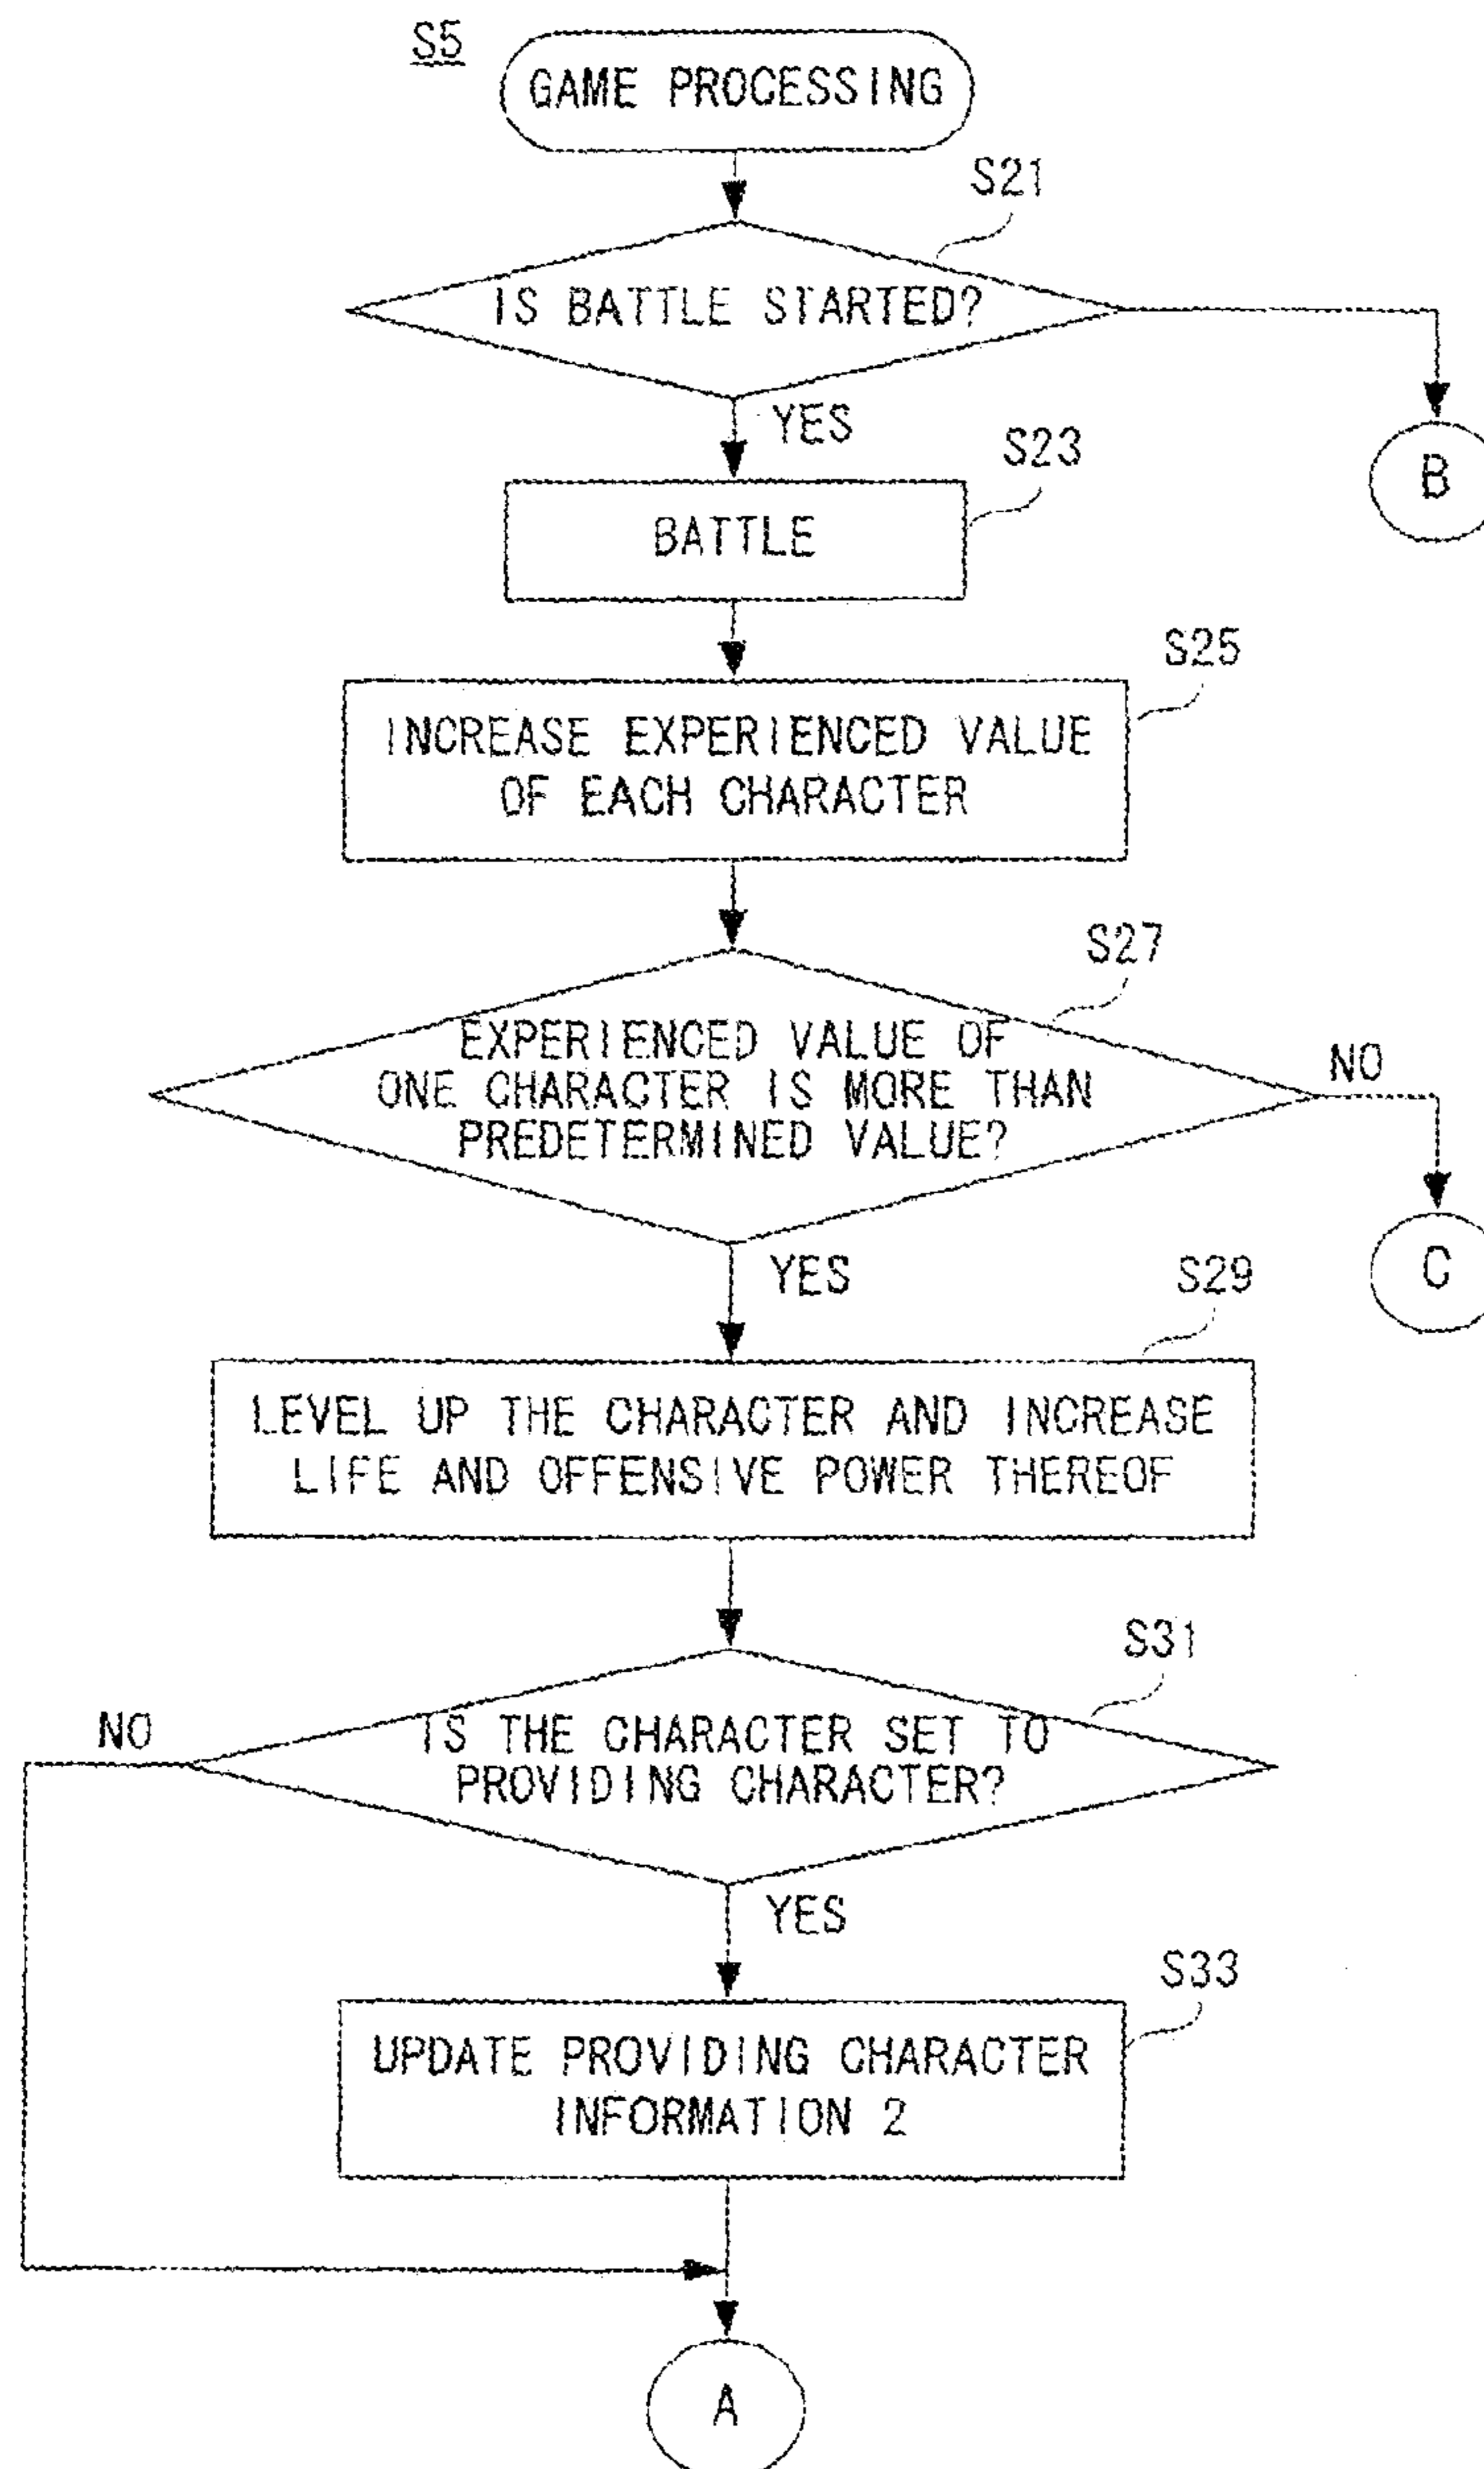 S5
GAME PROCESSING
S21
IS BATTLE STARTED?
YES
B
S23
BATTLE
S25
INCREASE EXPERIENCED VALUE
OF EACH CHARACTER
S27
EXPERIENCED VALUE OF
ONE CHARACTER IS MORE THAN
PREDETERMINED VALUE?
NO
YES
C
S29
LEVEL UP THE CHARACTER AND INCREASE
LIFE AND OFFENSIVE POWER THEREOF
S31
NO
IS THE CHARACTER SET TO
PROVIDING CHARACTER?
YES
S33
UPDATE PROVIDING CHARACTER
INFORMATION 2
A